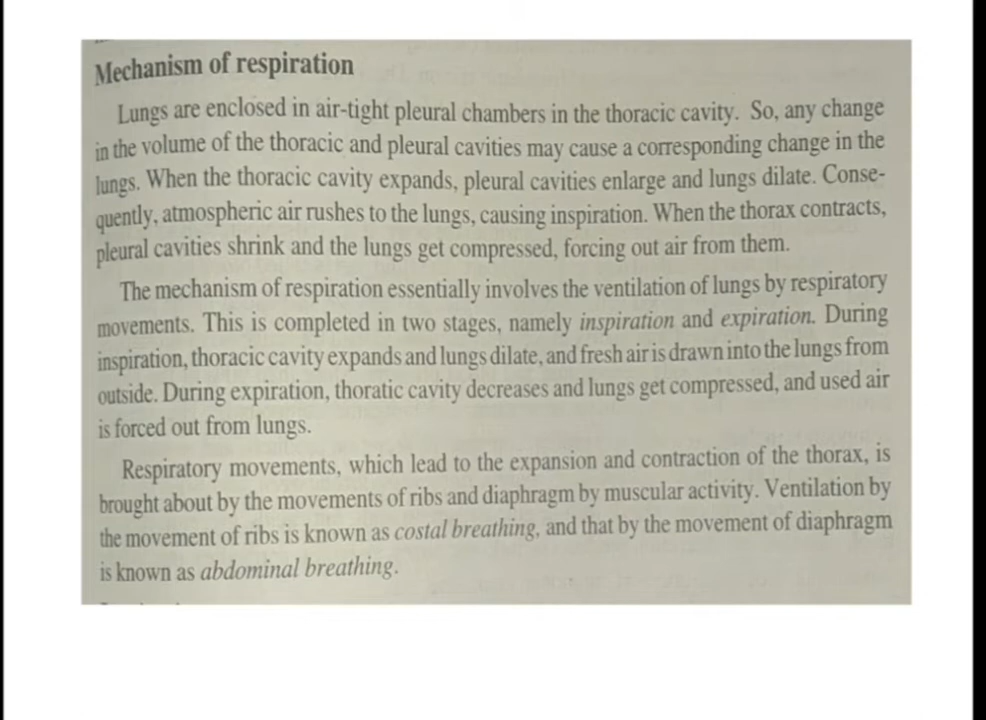 Mechanism of respiration
Lungs are enclosed in air-tight pleural chambers in the thoracic cavity. So, any change
in the volume of the thoracic and pleural cavities may cause a corresponding change in the
lungs. When the thoracic cavity expands, pleural cavities enlarge and lungs dilate. Conse-
quently, atmospheric air rushes to the lungs, causing inspiration. When the thorax contracts,
pleural cavities shrink and the lungs get compressed, forcing out air from them.
The mechanism of respiration essentially involves the ventilation of lungs by respiratory
movements. This is completed in two stages, namely inspiration and expiration. During
inspiration, thoracic cavity expands and lungs dilate, and fresh air is drawn into the lungs from
outside. During expiration, thoratic cavity decreases and lungs get compressed, and used air
is forced out from lungs.
Respiratory movements, which lead to the expansion and contraction of the thorax, is
brought about by the movements of ribs and diaphragm by muscular activity. Ventilation by
the movement of ribs is known as costal breathing, and that by the movement of diaphragm
is known as abdominal breathing.